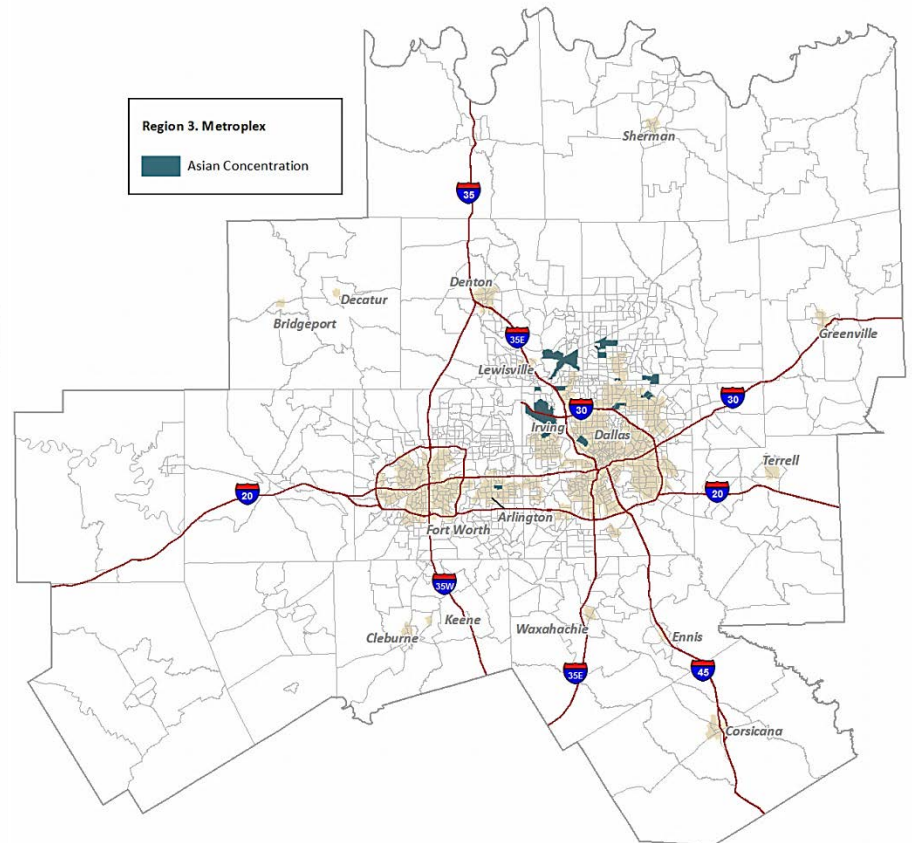 Region 3. Metroplex
Asian Concentration
Sherman
35
Denton
Decatur
Bridgeport
Greenville
35E
Lewisville
30
30
Irving
Dallas
Terrell
20
20
Arlington
Fort Worth
35W
Keene
Cleburne
Waxahachie
Ennis
35E
45
Corsicana